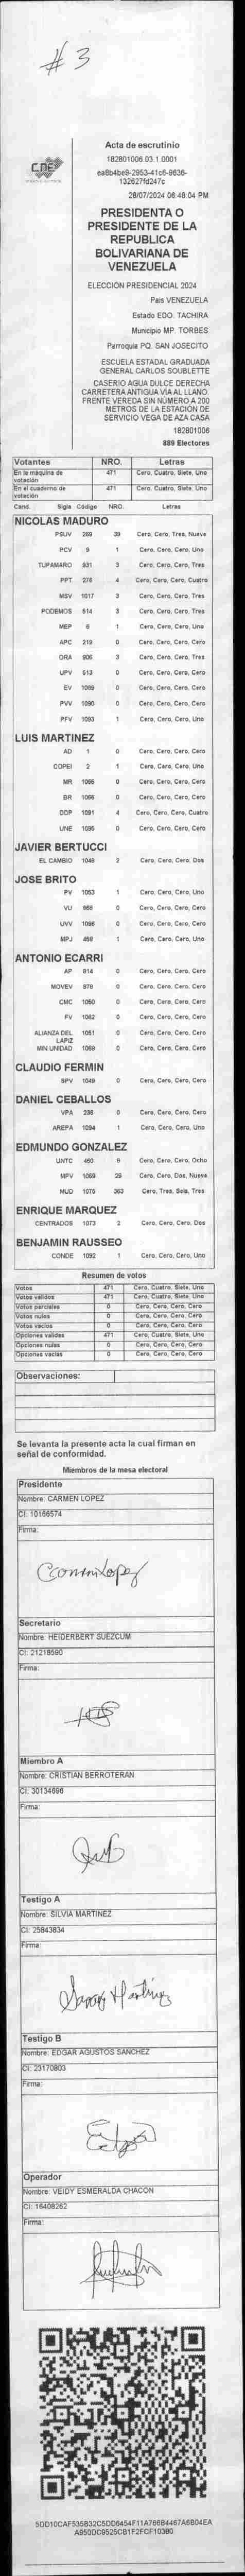 # 3
CNE
Acta de escrutinio
182801006.03.1.0001
ea8b4be9-2953-41c6-9636-
132627fd247c
28/07/2024 06:48:04 PM
PRESIDENTA O
PRESIDENTE DE LA
REPUBLICA
BOLIVARIANA DE
VENEZUELA
ELECCIÓN PRESIDENCIAL 2024
País VENEZUELA
Estado EDO. TACHIRA
Municipio MP. TORBES
Parroquia PQ. SAN JOSECITO
ESCUELA ESTADAL GRADUADA
GENERAL CARLOS SOUBLETTE
CASERIO AGUA DULCE DERECHA
CARRETERA ANTIGUA VIA AL LLANO.
FRENTE VEREDA SIN NUMERO A 200
METROS DE LA ESTACION DE
SERVICIO VEGA DE AZA CASA
182801006
889 Electores
Votantes NRO. Letras
En la maquina de votación 471 Cero, Cuatro, Siete, Uno
En el cuaderno de votación 471 Cero, Cuatro, Siete, Uno
Cand. Sigla Código NRO. Letras
NICOLAS MADURO
PSUV 269 39 Cero, Cero, Tres, Nueve
PCV 9 1 Cero, Cero, Cero, Uno
TUPAMARO 931 3 Cero, Cero, Cero, Tres
PPT 276 4 Cero, Cero, Cero, Cuatro
MSV 1017 3 Cero, Cero, Cero, Tres
PODEMOS 514 3 Cero, Cero, Cero, Tres
MEP 6 1 Cero, Cero, Cero, Uno
APC 219 0 Cero, Cero, Cero, Cero
ORA 906 3 Cero, Cero, Cero, Tres
UPV 513 0 Cero, Cero, Cero, Cero
EV 1089 0 Cero, Cero, Cero, Cero
PVV 1090 0 Cero, Cero, Cero, Cero
PFV 1093 1 Cero, Cero, Cero, Uno
LUIS MARTINEZ
AD 1 0 Cero, Cero, Cero, Cero
COPEI 2 1 Cero, Cero, Cero, Uno
MR 1065 0 Cero, Cero, Cero, Cero
BR 1066 0 Cero, Cero, Cero, Cero
DDP 1091 4 Cero, Cero, Cero, Cuatro
UNE 1095 0 Cero, Cero, Cero, Cero
JAVIER BERTUCCI
EL CAMBIO 1048 2 Cero, Cero, Cero, Dos
JOSE BRITO
PV 1053 1 Cero, Cero, Cero, Uno
VU 868 0 Cero, Cero, Cero, Cero
UVV 1096 0 Cero, Cero, Cero, Cero
MPJ 459 1 Cero, Cero, Cero, Uno
ANTONIO ECARRI
AP 814 0 Cero, Cero, Cero, Cero
MOVEV 879 0 Cero, Cero, Cero, Cero
CMC 1050 0 Cero, Cero, Cero, Cero
FV 1062 0 Cero, Cero, Cero, Cero
ALIANZA DEL LAPIZ 1051 0 Cero, Cero, Cero, Cero
MIN UNIDAD 1069 0 Cero, Cero, Cero, Cero
CLAUDIO FERMIN
SPV 1049 0 Cero, Cero, Cero, Cero
DANIEL CEBALLOS
VPA 236 0 Cero, Cero, Cero, Cero
AREPA 1094 1 Cero, Cero, Cero, Uno
EDMUNDO GONZALEZ
UNTC 460 8 Cero, Cero, Cero, Ocho
MPV 1059 29 Cero, Cero, Dos, Nueve
MUD 1075 363 Cero, Tres, Seis, Tres
ENRIQUE MARQUEZ
CENTRADOS 1073 2 Cero, Cero, Cero, Dos
BENJAMIN RAUSSEO
CONDE 1092 1 Cero, Cero, Cero, Uno
Resumen de votos
Votos 471 Cero, Cuatro, Siete, Uno
Votos validos 471 Cero, Cuatro, Siete, Uno
Votos parciales 0 Cero, Cero, Cero, Cero
Votos nulos 0 Cero, Cero, Cero, Cero
Votos vacios 0 Cero, Cero, Cero, Cero
Opciones validas 471 Cero, Cuatro, Siete, Uno
Opciones nulas 0 Cero, Cero, Cero, Cero
Opciones vacias 0 Cero, Cero, Cero, Cero
Observaciones:
Se levanta la presente acta la cual firman en
señal de conformidad.
Miembros de la mesa electoral
Presidente
Nombre: CARMEN LOPEZ
CI: 10166574
Firma:
Carmen Lopez
Secretario
Nombre: HEIDERBERT SUEZCUM
CI: 21218590
Firma:
Miembro A
Nombre: CRISTIAN BERROTERAN
CI: 30134696
Firma:
Testigo A
Nombre: SILVIA MARTINEZ
CI: 25843834
Firma:
Testigo B
Nombre: EDGAR AGUSTOS SANCHEZ
CI: 23170803
Firma:
Operador
Nombre: VEIDY ESMERALDA CHACON
CI: 16408262
Firma:
5DD10CAF535B32C5DD6454F11A766B4467A6B04EA
A950DC9525CB1F2FCF103B0